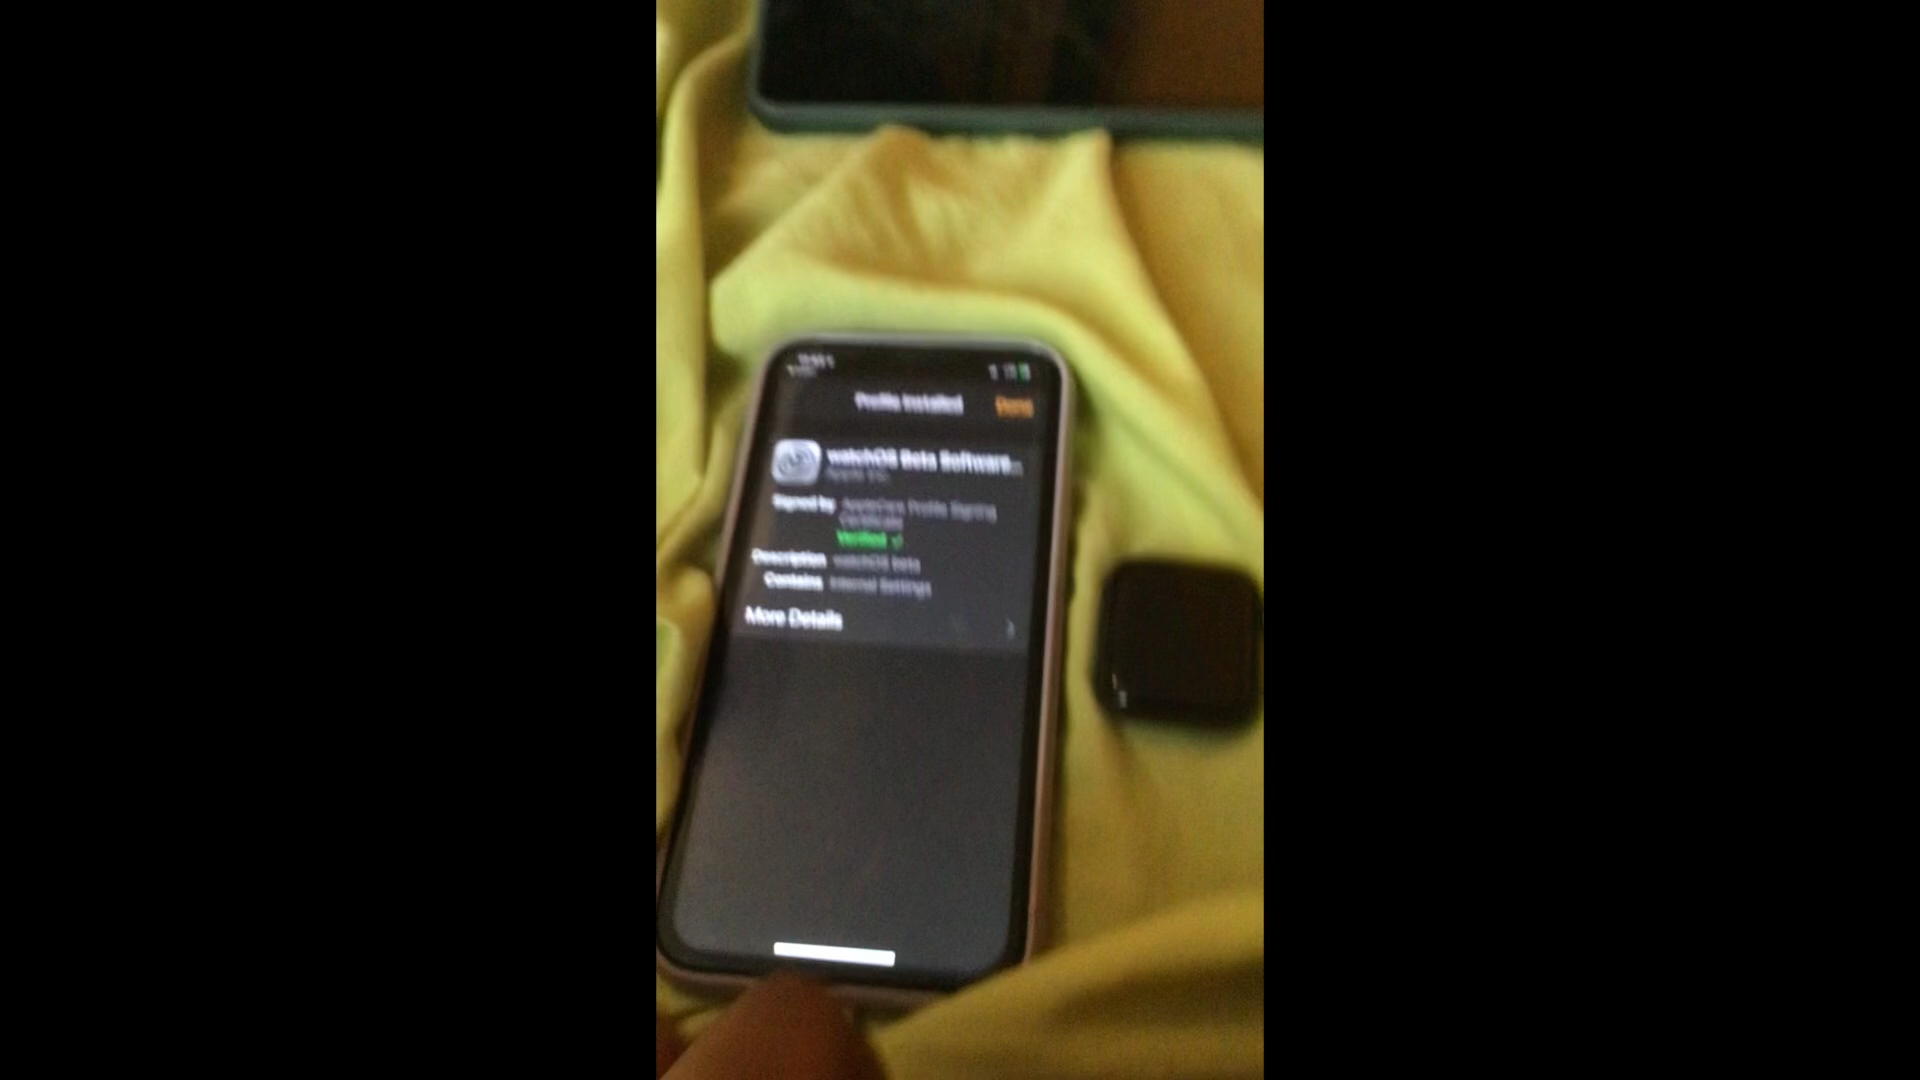 Profile Installed
Done
watchOS Beta Software...
Apple Inc.
Signed by AppleCare Profile Signing
Certificate
Verified ✓
Description watchOS beta
Contains Internal Settings
More Details